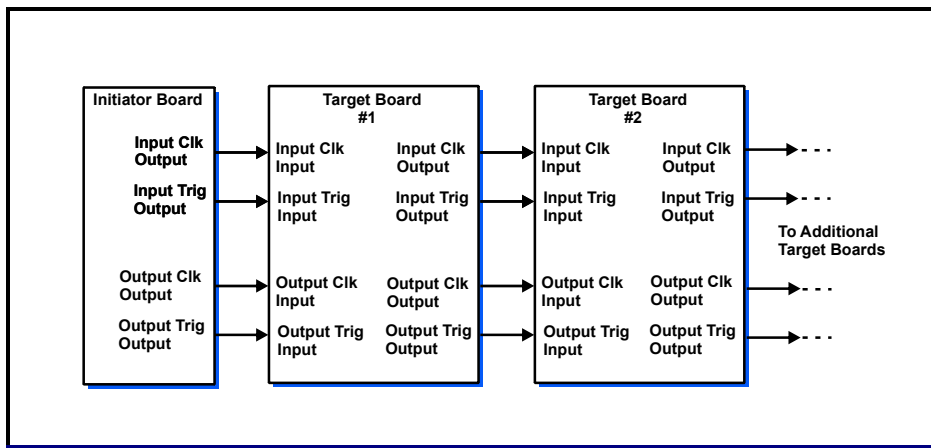 Initiator Board
Input Clk
Output
Input Trig
Output
Output Clk
Output
Output Trig
Output
Target Board
#1
Input Clk
Input
Input Clk
Output
Input Trig
Input
Input Trig
Output
Output Clk
Input
Output Clk
Output
Output Trig
Input
Output Trig
Output
Target Board
#2
Input Clk
Input
Input Clk
Output
Input Trig
Input
Input Trig
Output
Output Clk
Input
Output Clk
Output
Output Trig
Input
Output Trig
Output
To Additional
Target Boards